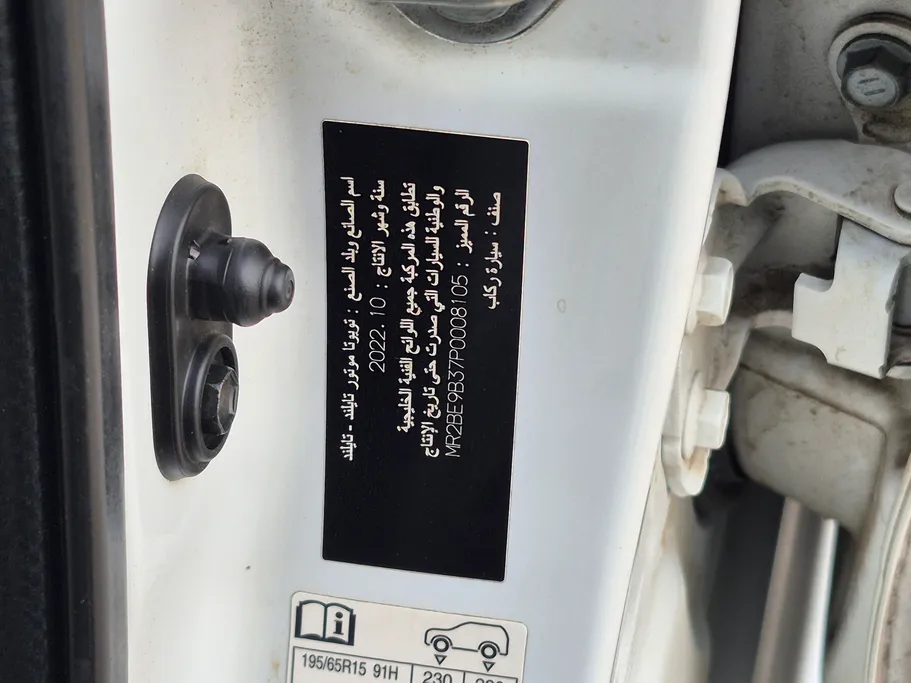 اسم الصانع وبلد الصنع : تويوتا موتور تايلند - تايلند
سنة وشهر الانتاج : 2022.10
تطابق هذه المركبة جميع اللوائح الفنية الخليجية
والوطنية للسيارات التي صدرت حتى تاريخ الإنتاج
الرقم المميز : MR2BE9B37P0008105
صنف : سيارة ركاب
195/65R15 91H
230